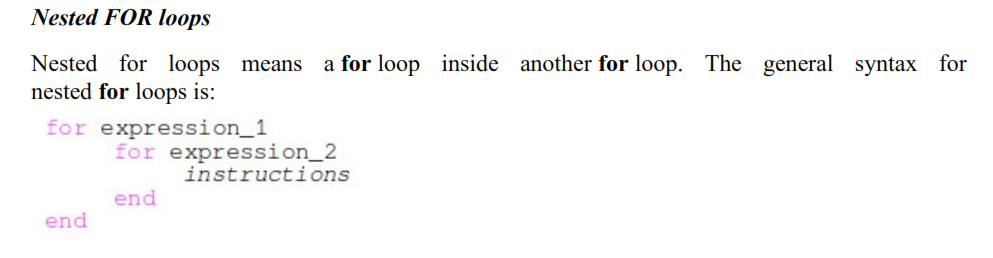 Nested FOR loops
Nested for loops means a for loop inside another for loop. The general syntax for
nested for loops is:
for expression_1
for expression_2
instructions
end
end